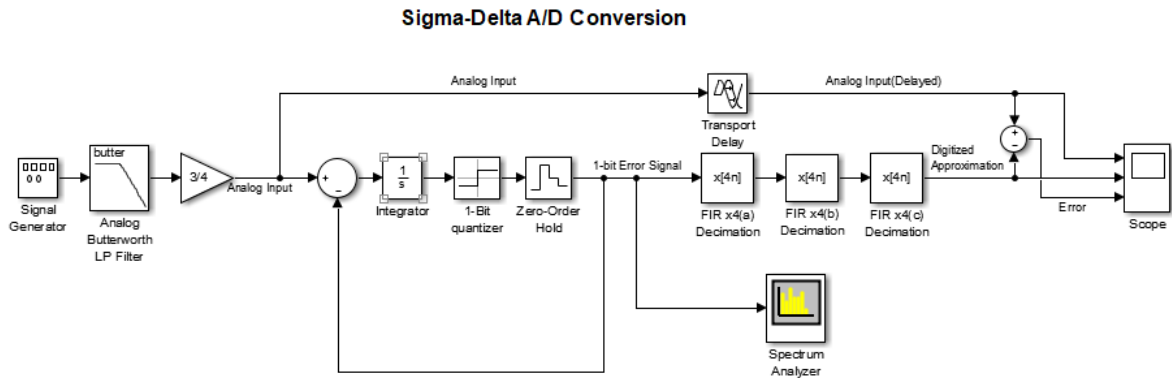 Sigma-Delta A/D Conversion
Analog Input
Analog Input(Delayed)
Transport
Delay
+
−
Digitized
Approximation
butter
3/4
Analog Input
+
−
1
s
1-bit Error Signal
x[4n]
x[4n]
x[4n]
Signal
Generator
Analog
Butterworth
LP Filter
Integrator
1-Bit
quantizer
Zero-Order
Hold
FIR x4(a)
Decimation
FIR x4(b)
Decimation
FIR x4(c)
Decimation
Error
Scope
Spectrum
Analyzer